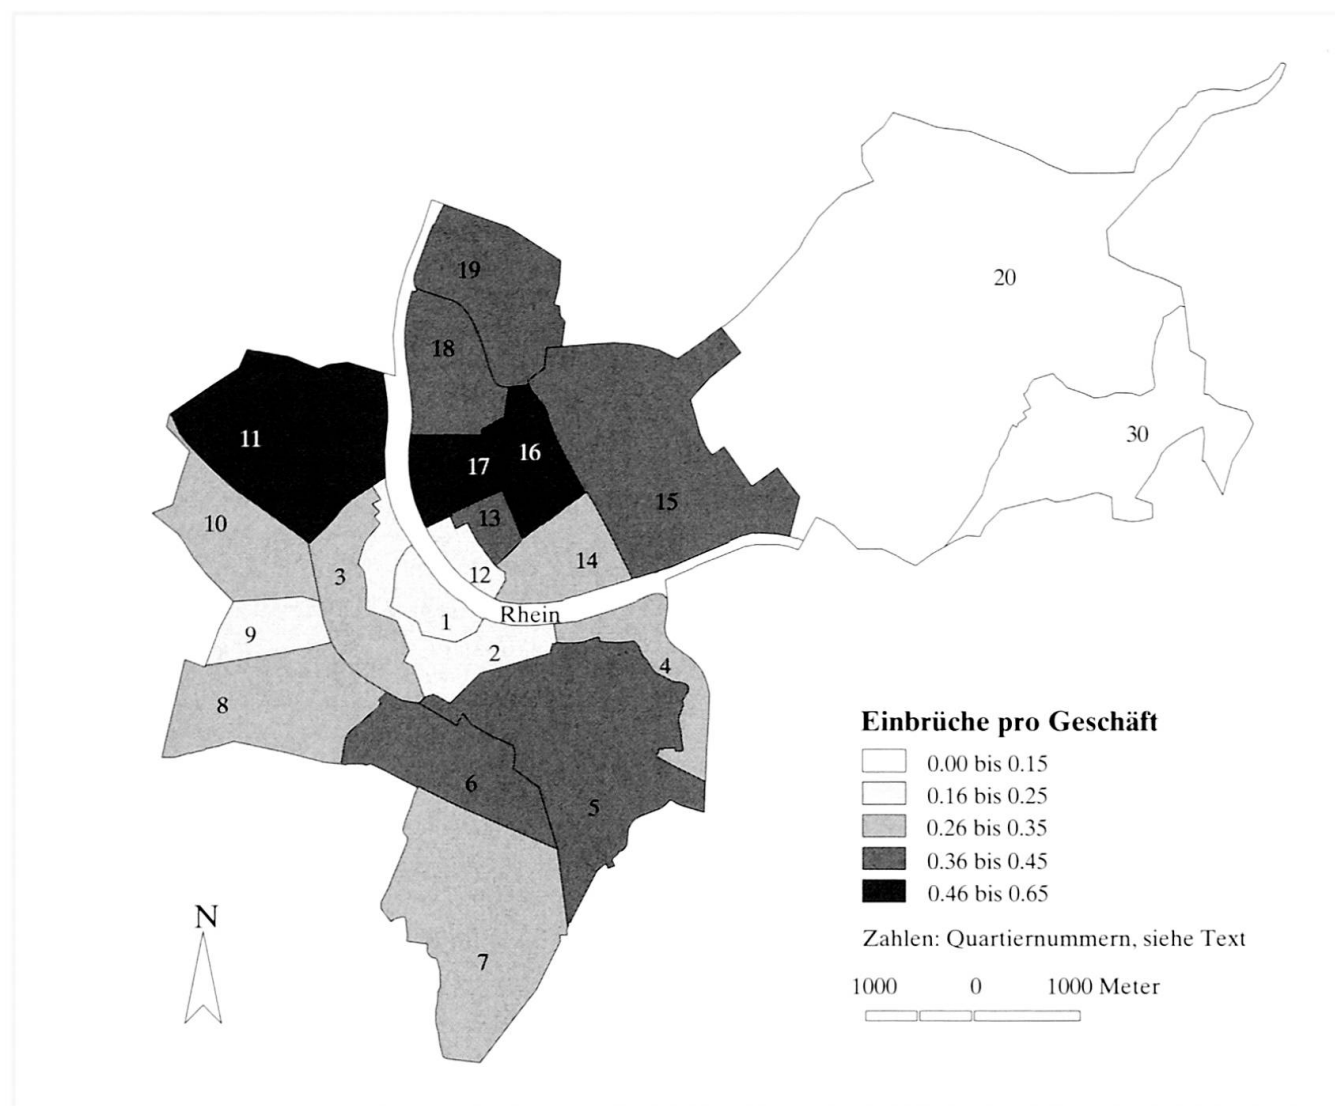 20
19
18
30
11
16
17
15
10
13
14
3
12
Rhein
1
9
2
4
8
Einbrüche pro Geschäft
0.00 bis 0.15
0.16 bis 0.25
6
5
0.26 bis 0.35
0.36 bis 0.45
0.46 bis 0.65
N
Zahlen: Quartiernummern, siehe Text
7
1000 0 1000 Meter